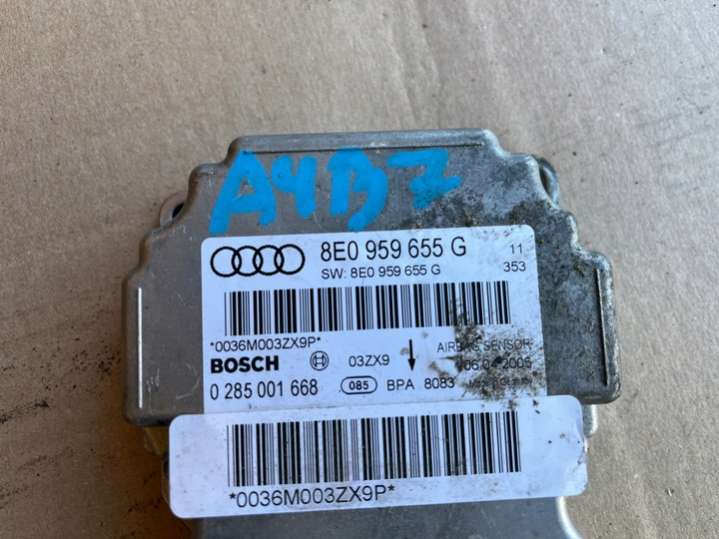 A4B7
8E0 959 655 G 11
SW: 8E0 959 655 G 353
*0036M003ZX9P*
BOSCH 03ZX9 AIRBAG SENSOR
0 285 001 668 085 BPA 8083
*0036M003ZX9P*